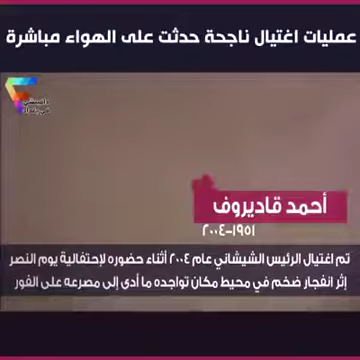 عمليات اغتيال ناجحة حدثت على الهواء مباشرة
أحمد قاديروف
١٩٥١-٢٠٠٤
تم اغتيال الرئيس الشيشاني عام ٢٠٠٤ أثناء حضوره لإحتفالية يوم النصر
إثر انفجار ضخم في محيط مكان تواجده ما أدى إلى مصرعه على الفور